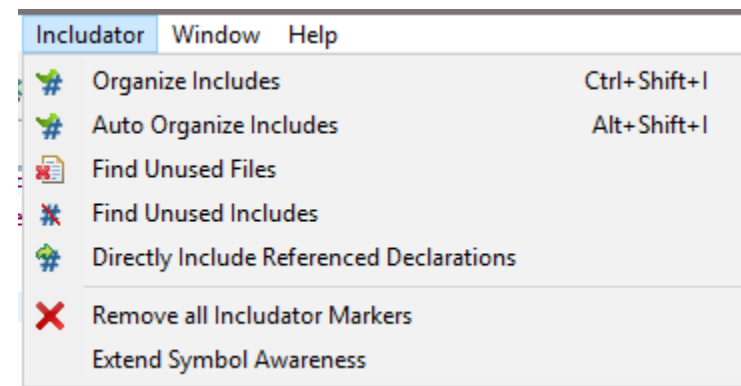 Includator Window Help
Organize Includes Ctrl+Shift+I
Auto Organize Includes Alt+Shift+I
Find Unused Files
Find Unused Includes
Directly Include Referenced Declarations
Remove all Includator Markers
Extend Symbol Awareness